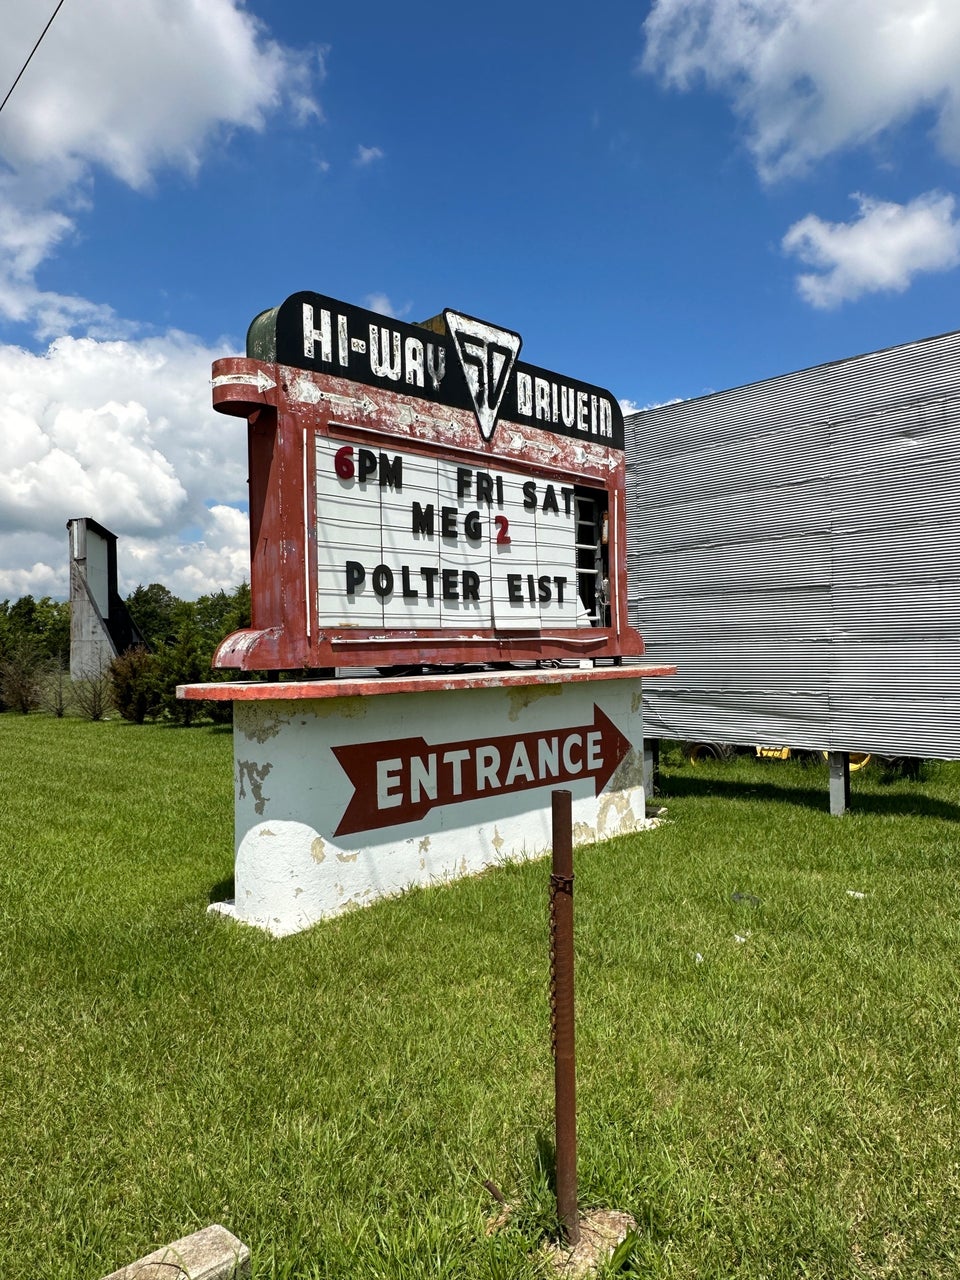 HI-WAY 50 DRIVEIN
6PM FRI SAT
MEG 2
POLTER EIST
ENTRANCE